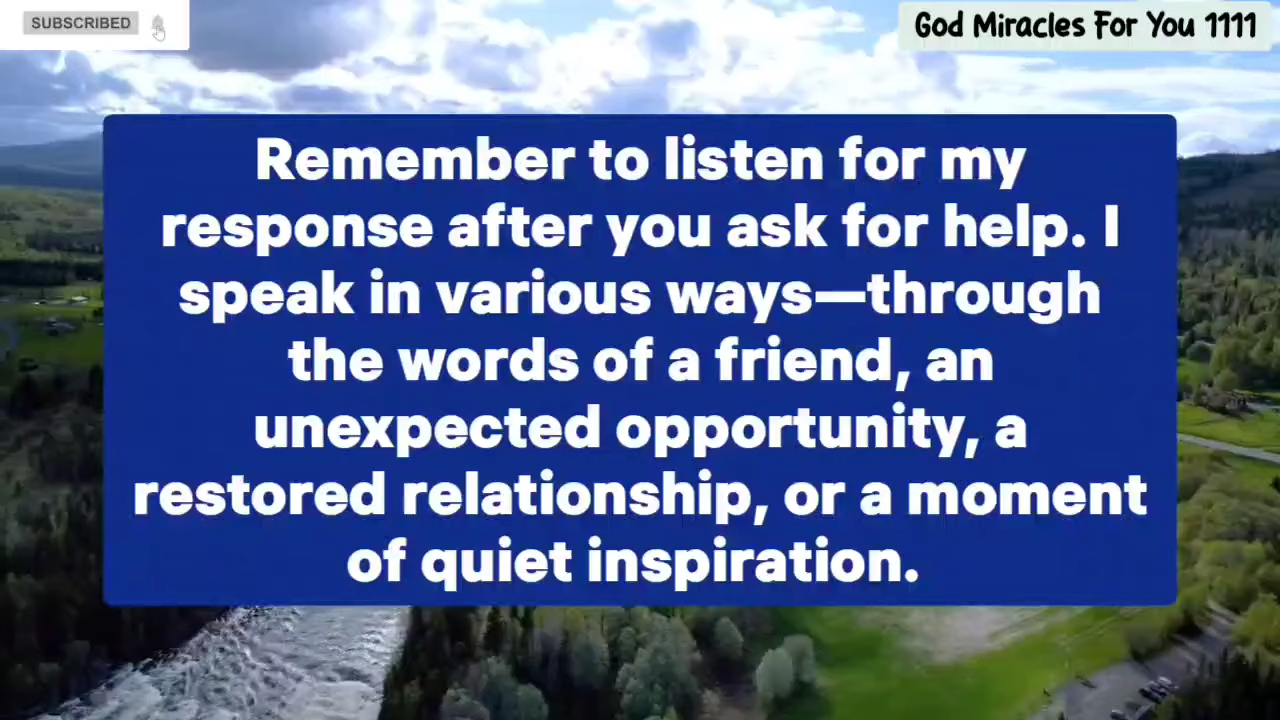 SUBSCRIBED
God Miracles For You 1111
Remember to listen for my
response after you ask for help. I
speak in various ways—through
the words of a friend, an
unexpected opportunity, a
restored relationship, or a moment
of quiet inspiration.